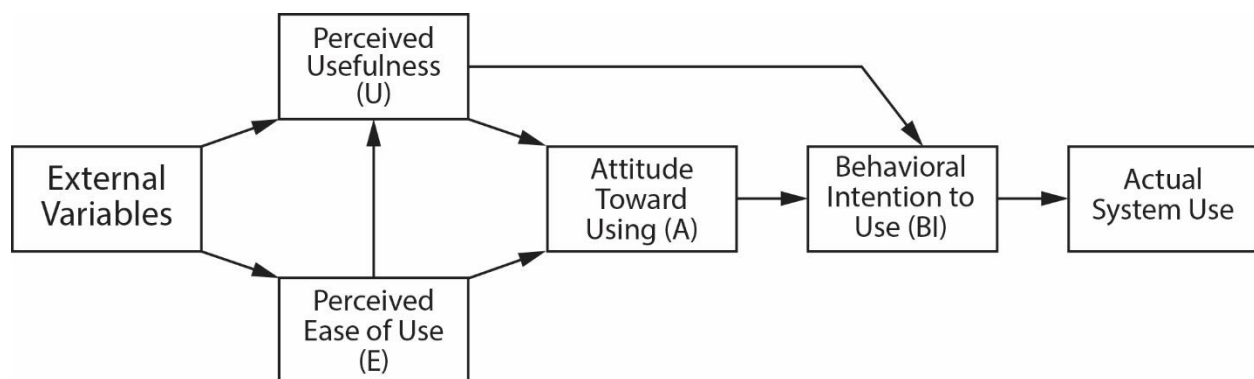 Perceived
Usefulness
(U)
External
Variables
Perceived
Ease of Use
(E)
Attitude
Toward
Using (A)
Behavioral
Intention to
Use (BI)
Actual
System Use